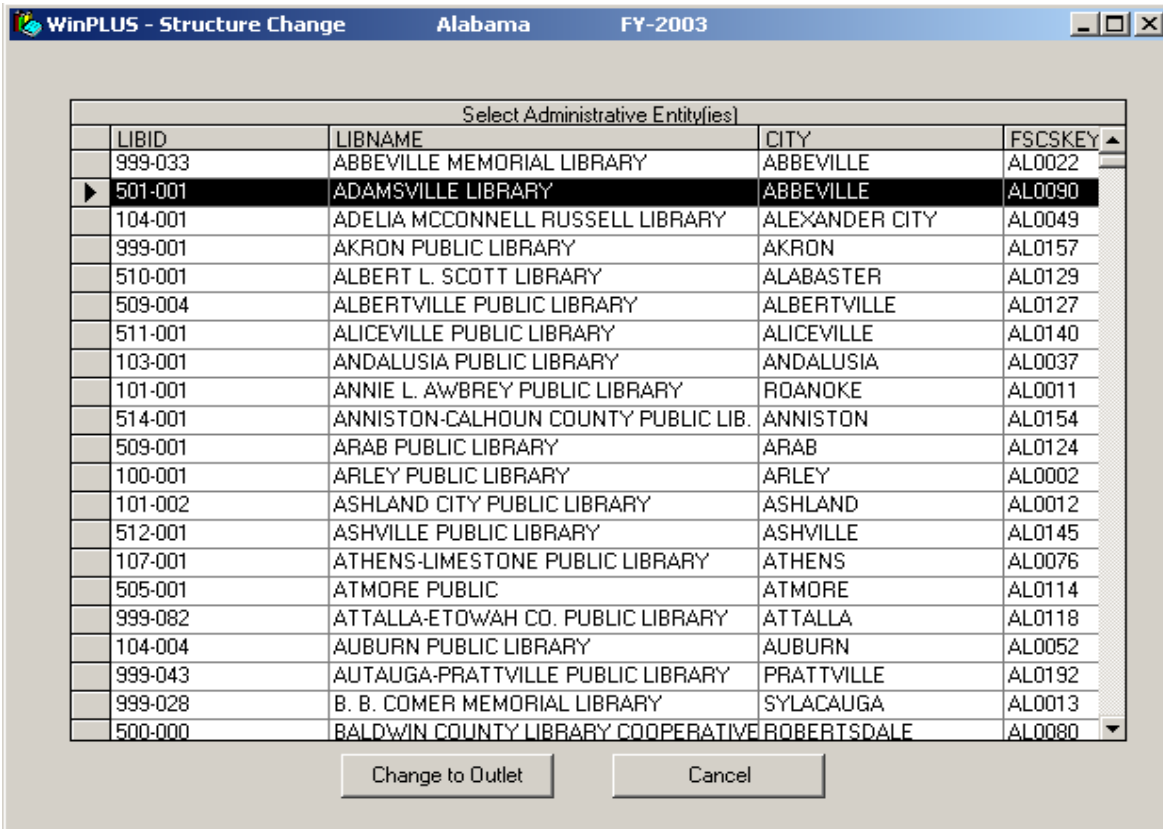 WinPLUS - Structure Change Alabama FY-2003
Select Administrative Entity(ies)
LIBID LIBNAME CITY FSCSKEY
999-033 ABBEVILLE MEMORIAL LIBRARY ABBEVILLE AL0022
501-001 ADAMSVILLE LIBRARY ABBEVILLE AL0090
104-001 ADELIA MCCONNELL RUSSELL LIBRARY ALEXANDER CITY AL0049
999-001 AKRON PUBLIC LIBRARY AKRON AL0157
510-001 ALBERT L. SCOTT LIBRARY ALABASTER AL0129
509-004 ALBERTVILLE PUBLIC LIBRARY ALBERTVILLE AL0127
511-001 ALICEVILLE PUBLIC LIBRARY ALICEVILLE AL0140
103-001 ANDALUSIA PUBLIC LIBRARY ANDALUSIA AL0037
101-001 ANNIE L. AWBREY PUBLIC LIBRARY ROANOKE AL0011
514-001 ANNISTON-CALHOUN COUNTY PUBLIC LIB. ANNISTON AL0154
509-001 ARAB PUBLIC LIBRARY ARAB AL0124
100-001 ARLEY PUBLIC LIBRARY ARLEY AL0002
101-002 ASHLAND CITY PUBLIC LIBRARY ASHLAND AL0012
512-001 ASHVILLE PUBLIC LIBRARY ASHVILLE AL0145
107-001 ATHENS-LIMESTONE PUBLIC LIBRARY ATHENS AL0076
505-001 ATMORE PUBLIC ATMORE AL0114
999-082 ATTALLA-ETOWAH CO. PUBLIC LIBRARY ATTALLA AL0118
104-004 AUBURN PUBLIC LIBRARY AUBURN AL0052
999-043 AUTAUGA-PRATTVILLE PUBLIC LIBRARY PRATTVILLE AL0192
999-028 B. B. COMER MEMORIAL LIBRARY SYLACAUGA AL0013
500-000 BALDWIN COUNTY LIBRARY COOPERATIVE ROBERTSDALE AL0080
Change to Outlet Cancel